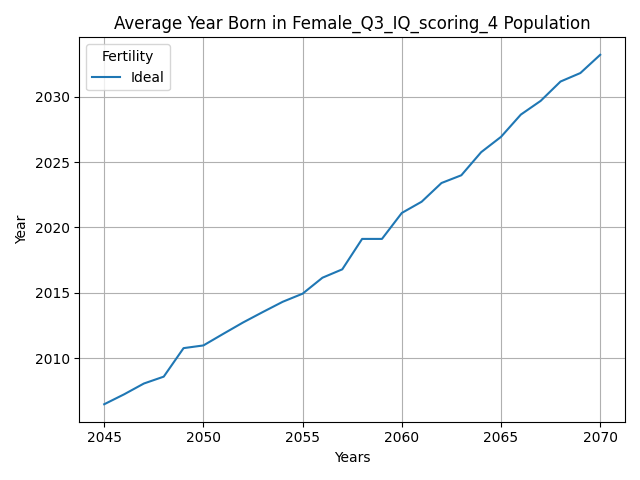 Average Year Born in Female_Q3_IQ_scoring_4 Population
Fertility
Ideal
Year
2030
2025
2020
2015
2010
2045 2050 2055 2060 2065 2070
Years